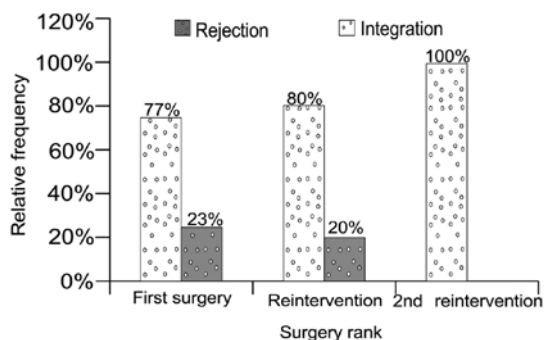 120%
Rejection Integration
100%
100%
80%
77% 80%
60%
40%
23% 20%
20%
0%
First surgery Reintervention 2nd reintervention
Surgery rank
Relative frequency